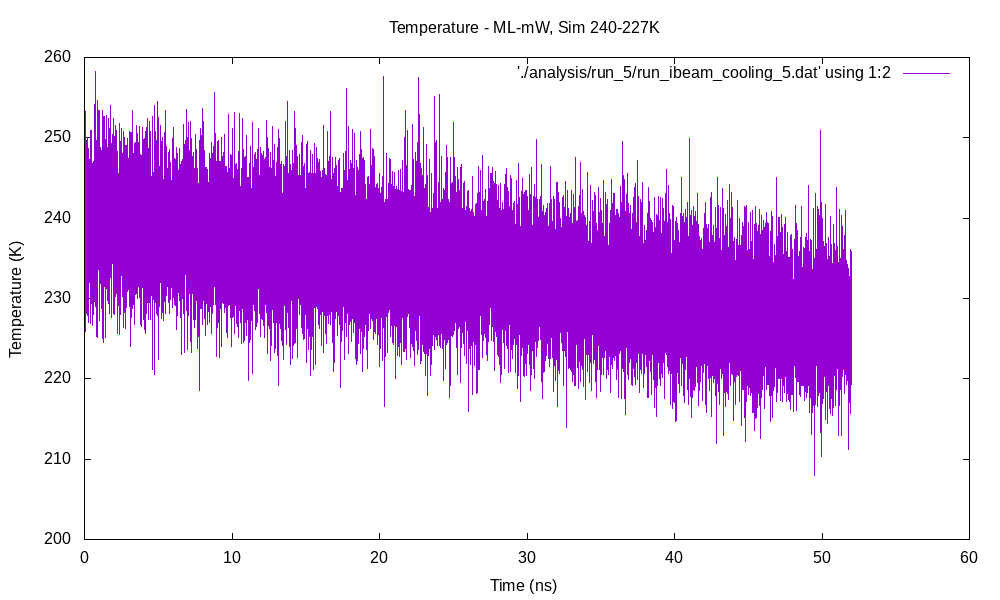 Temperature - ML-mW, Sim 240-227K
'./analysis/run_5/run_ibeam_cooling_5.dat' using 1:2
Temperature (K)
260
250
240
230
220
210
200
0 10 20 30 40 50 60
Time (ns)